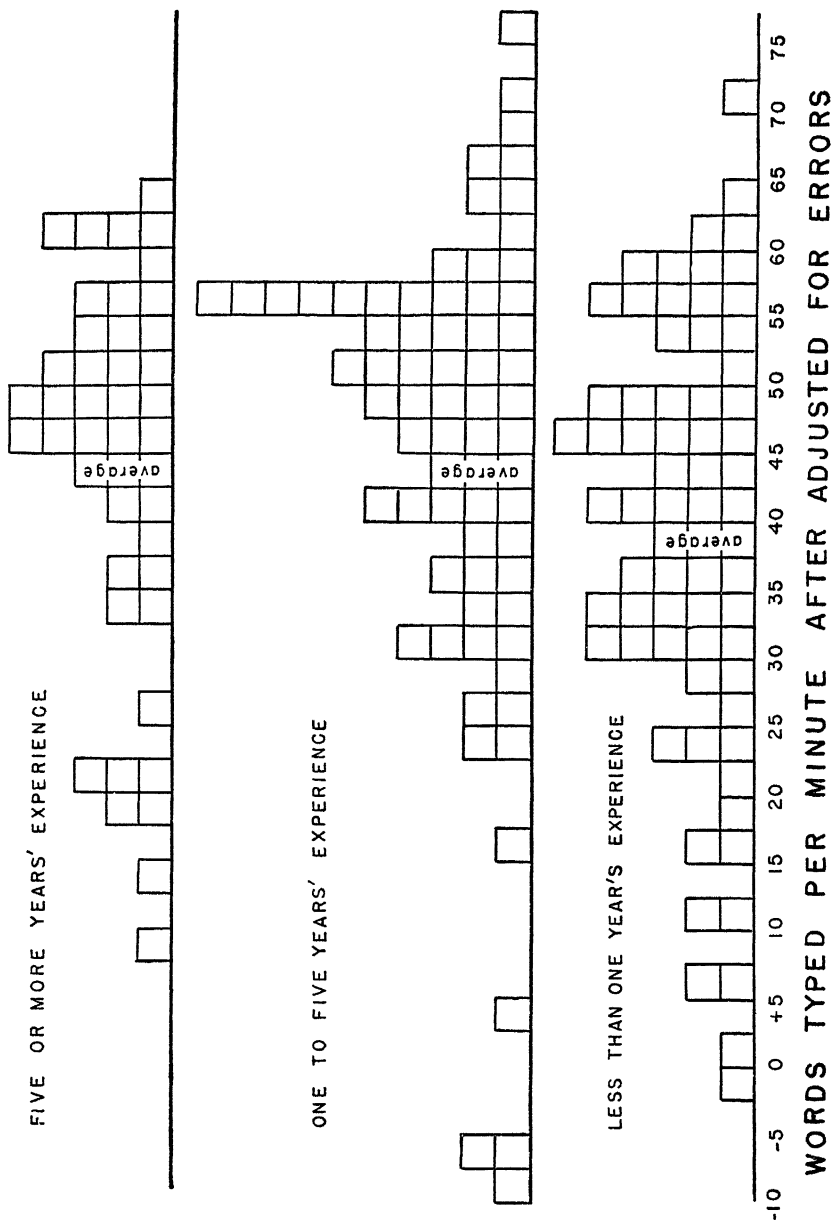 FIVE OR MORE YEARS' EXPERIENCE
average
ONE TO FIVE YEARS' EXPERIENCE
average
LESS THAN ONE YEAR'S EXPERIENCE
average
-10 -5 0 +5 10 15 20 25 30 35 40 45 50 55 60 65 70 75
WORDS TYPED PER MINUTE AFTER ADJUSTED FOR ERRORS